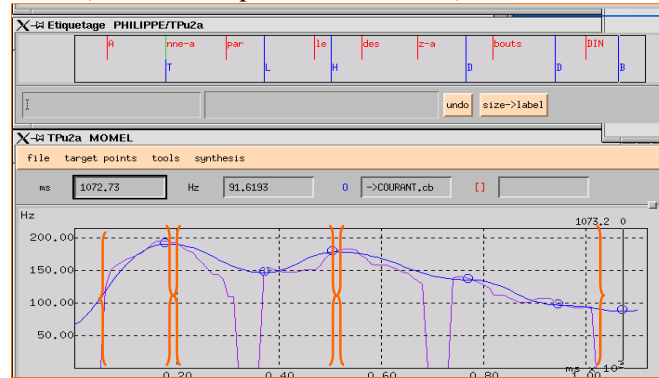 Etiquetage PHILIPPE/TPu2a
A nne-a par le des z-a bouts DIN
T L H D D B
undo size->label
TPu2a MOMEL
file target points tools synthesis
ms 1072.73 Hz 91.6193 0 ->COURANT.cb []
Hz
1073.2 0
200.00
150.00
100.00
50.00
ms × 10³
0.20 0.40 0.60 0.80 1.00